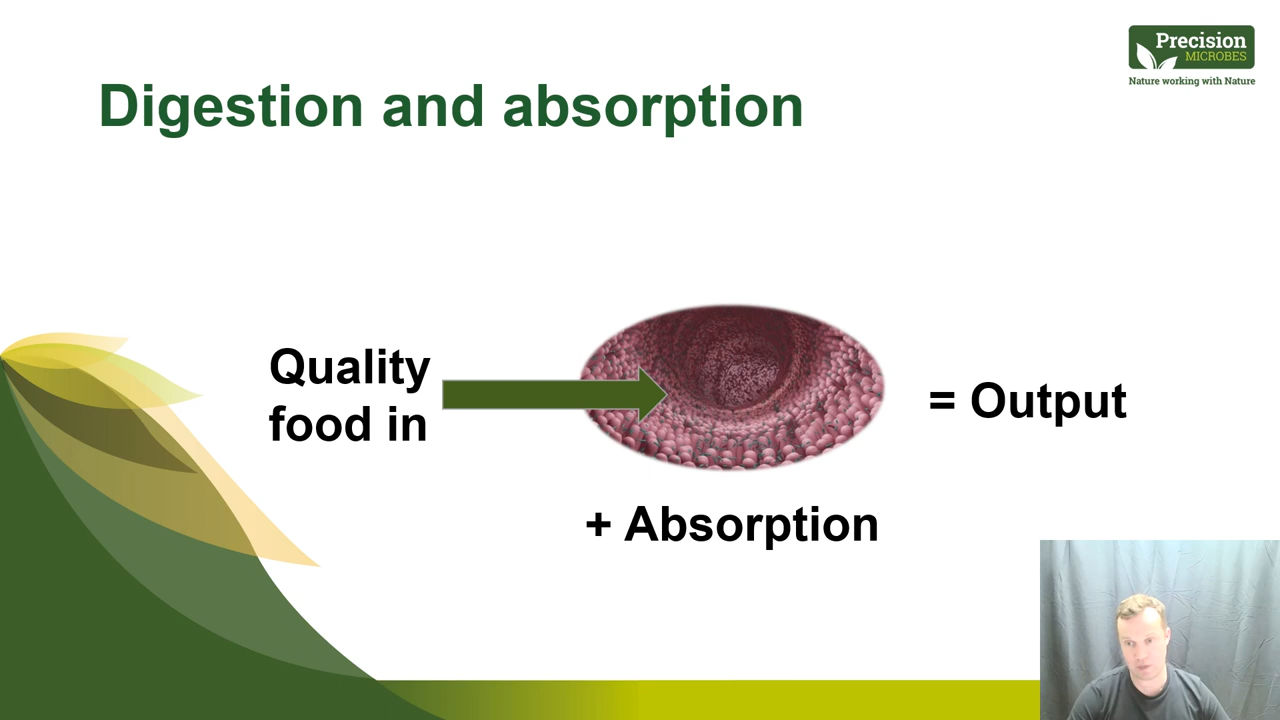 Precision
MICROBES
Nature working with Nature
Digestion and absorption
Quality
food in
= Output
+ Absorption